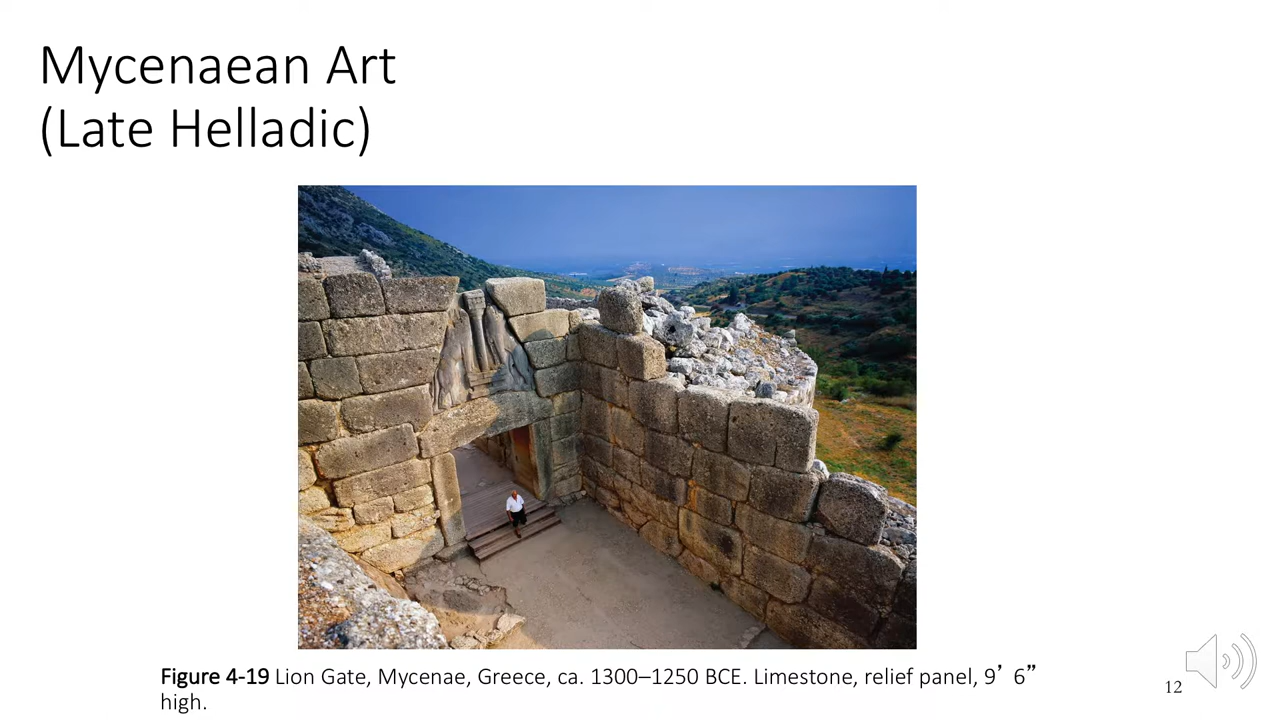 Mycenaean Art
(Late Helladic)
Figure 4-19 Lion Gate, Mycenae, Greece, ca. 1300–1250 BCE. Limestone, relief panel, 9’ 6”
high.
12